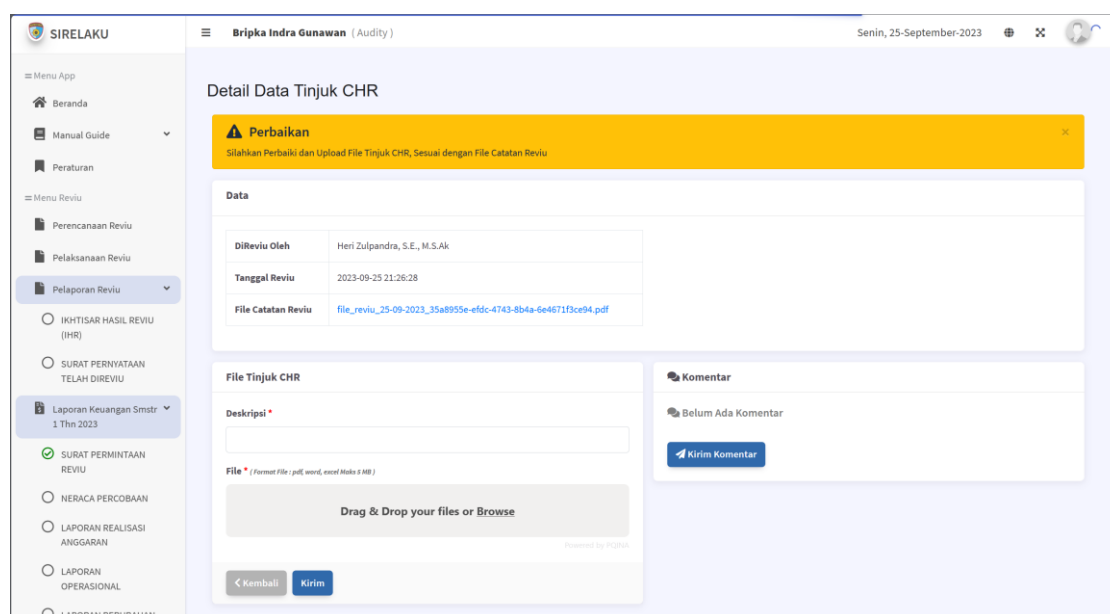 SIRELAKU
Bripka Indra Gunawan ( Audity )
Senin, 25-September-2023
Menu App
Beranda
Manual Guide
Peraturan
Menu Reviu
Perencanaan Reviu
Pelaksanaan Reviu
Pelaporan Reviu
IKHTISAR HASIL REVIU
(IHR)
SURAT PERNYATAAN
TELAH DIREVIU
Laporan Keuangan Smstr
1 Thn 2023
SURAT PERMINTAAN
REVIU
NERACA PERCOBAAN
LAPORAN REALISASI
ANGGARAN
LAPORAN
OPERASIONAL
LAPORAN PERUBAHAN
Detail Data Tinjuk CHR
Perbaikan
×
Silahkan Perbaiki dan Upload File Tinjuk CHR, Sesuai dengan File Catatan Reviu
Data
DiReviu Oleh Heri Zulpandra, S.E., M.S.Ak
Tanggal Reviu 2023-09-25 21:26:28
File Catatan Reviu file_reviu_25-09-2023_35a8955e-efdc-4743-8b4a-6e4671f3ce94.pdf
File Tinjuk CHR
Deskripsi *
File * ( Format File : pdf, word, excel Maks 5 MB )
Drag & Drop your files or Browse
Powered by PQINA
Kembali Kirim
Komentar
Belum Ada Komentar
Kirim Komentar